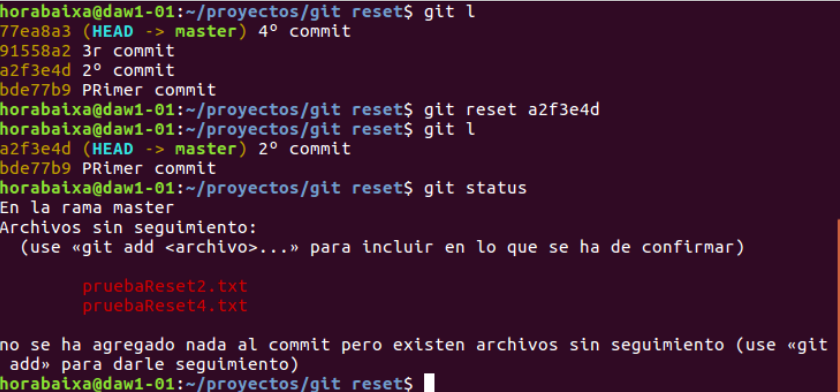 horabaixa@daw1-01:~/proyectos/git reset$ git l
77ea8a3 (HEAD -> master) 4º commit
91558a2 3r commit
a2f3e4d 2º commit
bde77b9 PRimer commit
horabaixa@daw1-01:~/proyectos/git reset$ git reset a2f3e4d
horabaixa@daw1-01:~/proyectos/git reset$ git l
a2f3e4d (HEAD -> master) 2º commit
bde77b9 PRimer commit
horabaixa@daw1-01:~/proyectos/git reset$ git status
En la rama master
Archivos sin seguimiento:
  (use «git add <archivo>...» para incluir en lo que se ha de confirmar)
        pruebaReset2.txt
        pruebaReset4.txt
no se ha agregado nada al commit pero existen archivos sin seguimiento (use «git
 add» para darle seguimiento)
horabaixa@daw1-01:~/proyectos/git reset$